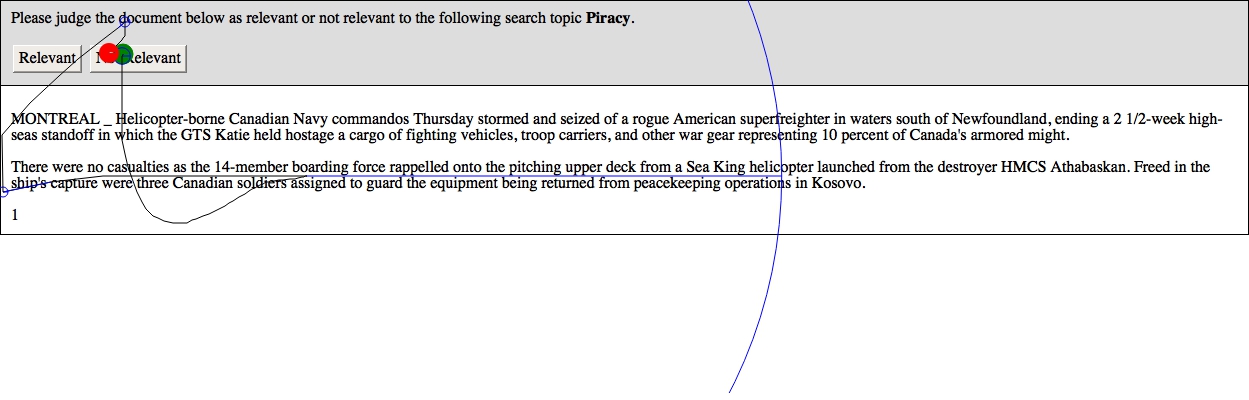 Please judge the document below as relevant or not relevant to the following search topic Piracy.
Relevant Relevant
MONTREAL _ Helicopter-borne Canadian Navy commandos Thursday stormed and seized of a rogue American superfreighter in waters south of Newfoundland, ending a 2 1/2-week high-
seas standoff in which the GTS Katie held hostage a cargo of fighting vehicles, troop carriers, and other war gear representing 10 percent of Canada's armored might.
There were no casualties as the 14-member boarding force rappelled onto the pitching upper deck from a Sea King helicopter launched from the destroyer HMCS Athabaskan. Freed in the
ship's capture were three Canadian soldiers assigned to guard the equipment being returned from peacekeeping operations in Kosovo.
1